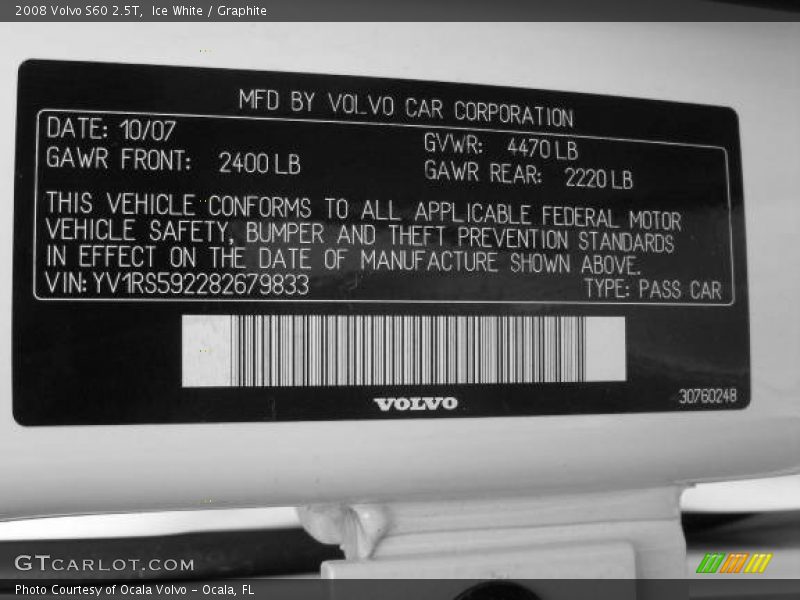 2008 Volvo S60 2.5T,  Ice White / Graphite
MFD BY VOLVO CAR CORPORATION
DATE: 10/07
GVWR: 4470 LB
GAWR FRONT: 2400 LB
GAWR REAR: 2220 LB
THIS VEHICLE CONFORMS TO ALL APPLICABLE FEDERAL MOTOR
VEHICLE SAFETY, BUMPER AND THEFT PREVENTION STANDARDS
IN EFFECT ON THE DATE OF MANUFACTURE SHOWN ABOVE.
VIN: YV1RS592282679833
TYPE: PASS CAR
VOLVO
30760248
GTCARLOT.COM
Photo Courtesy of Ocala Volvo - Ocala, FL